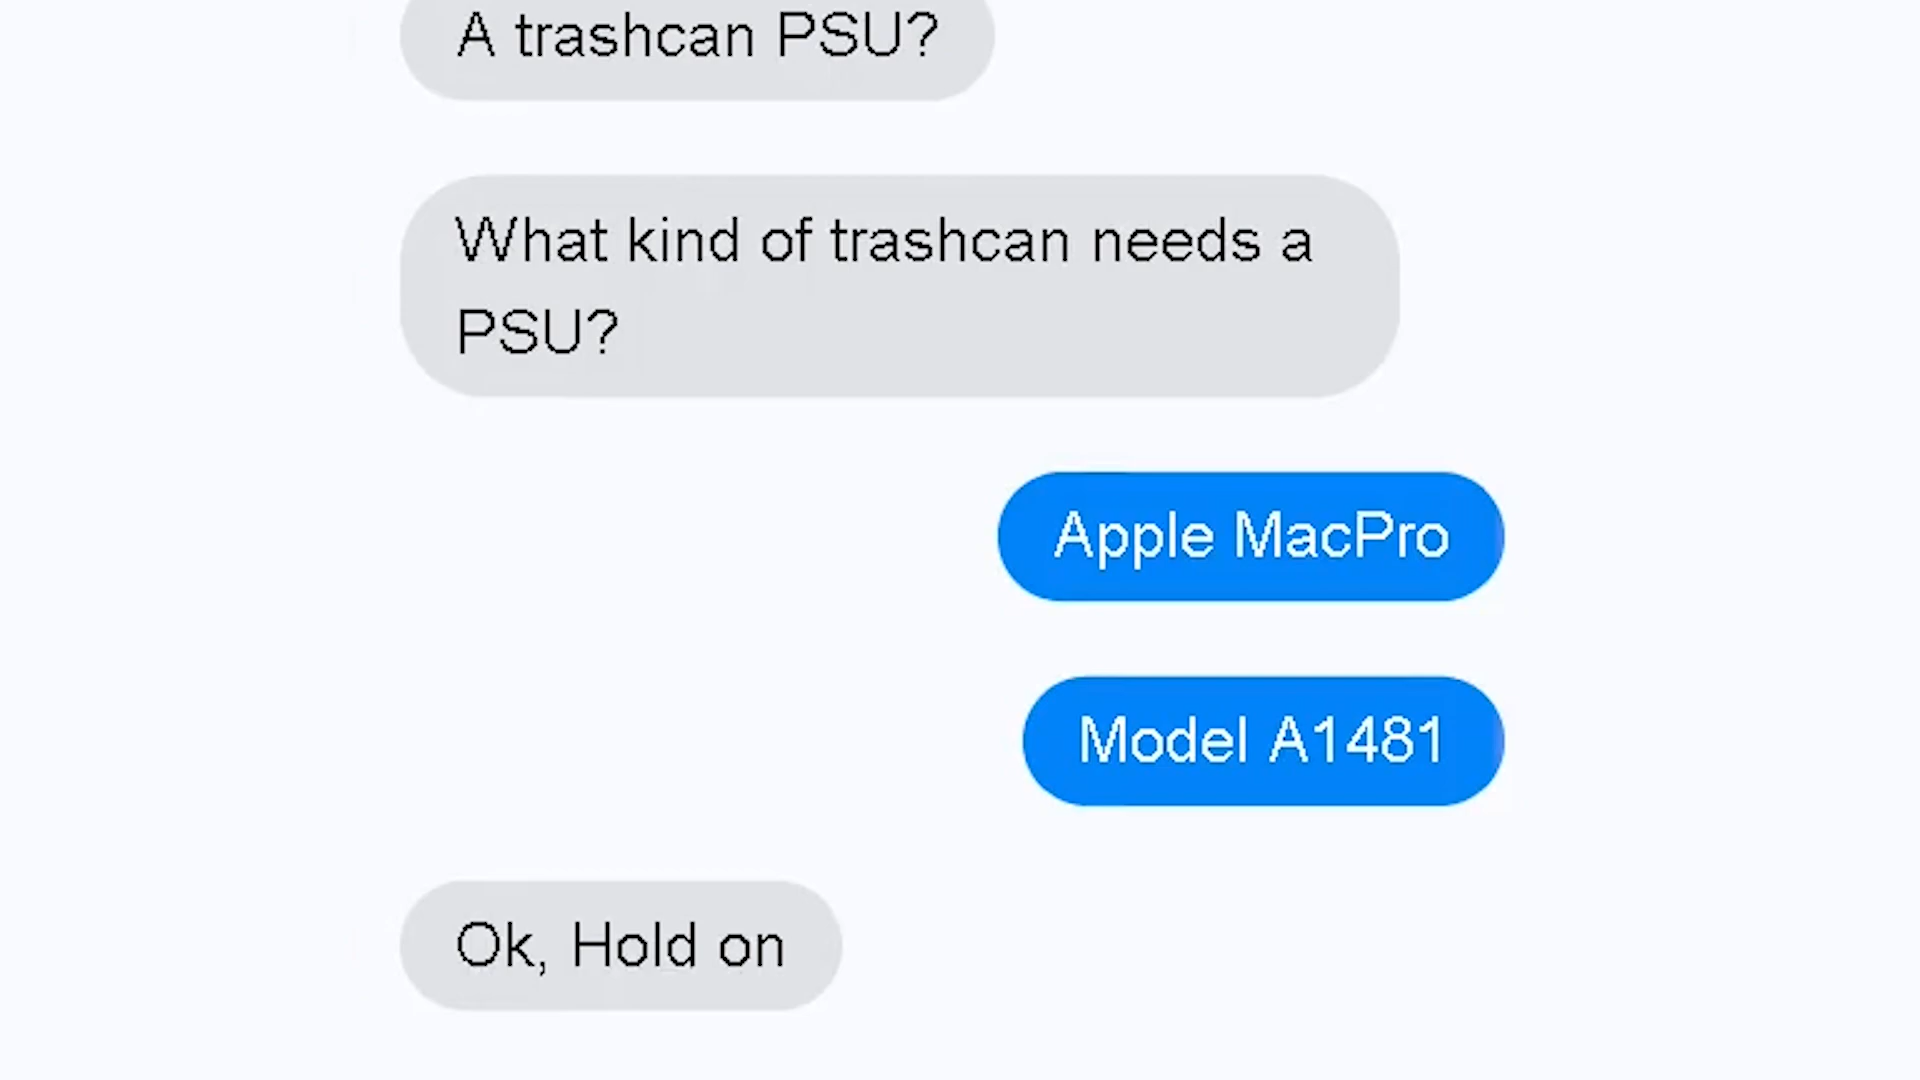 A trashcan PSU?
What kind of trashcan needs a
PSU?
Apple MacPro
Model A1481
Ok, Hold on